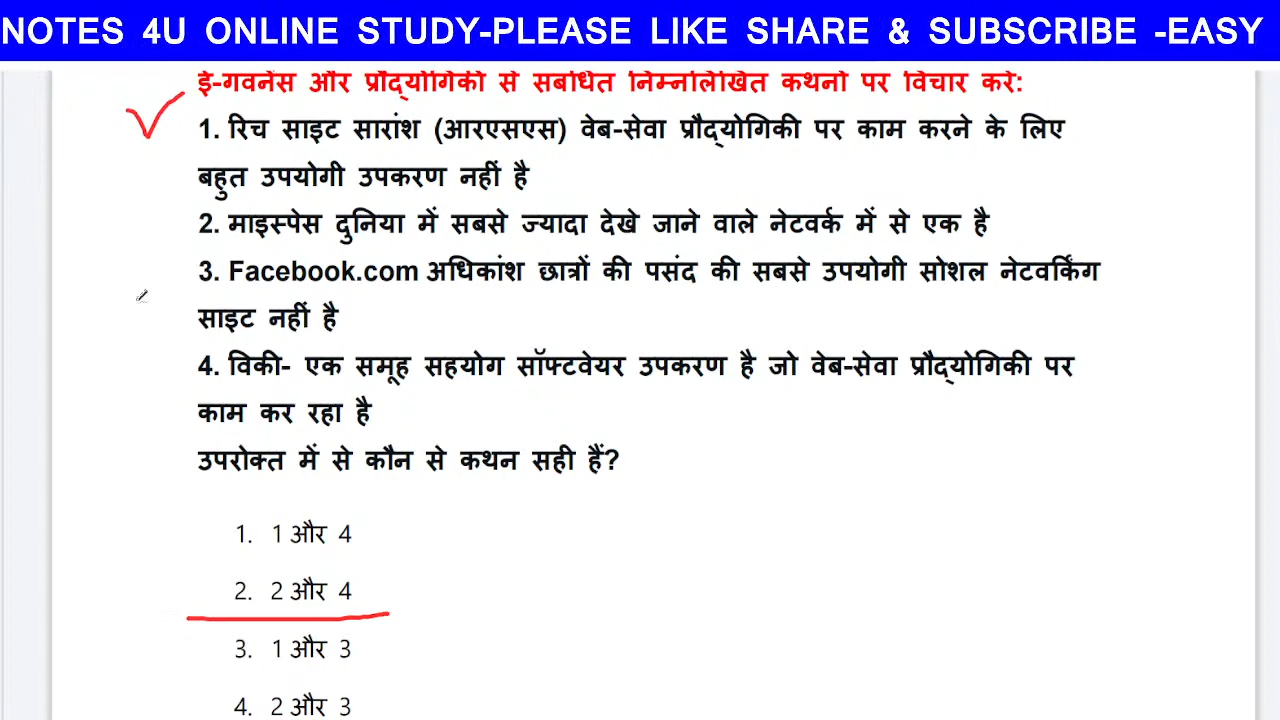 NOTES 4U ONLINE STUDY-PLEASE LIKE SHARE & SUBSCRIBE -EASY
ई-गवर्नेंस और प्रौद्योगिकी से संबंधित निम्नलिखित कथनों पर विचार करें:
1. रिच साइट सारांश (आरएसएस) वेब-सेवा प्रौद्योगिकी पर काम करने के लिए
बहुत उपयोगी उपकरण नहीं है
2. माइस्पेस दुनिया में सबसे ज्यादा देखे जाने वाले नेटवर्क में से एक है
3. Facebook.com अधिकांश छात्रों की पसंद की सबसे उपयोगी सोशल नेटवर्किंग
साइट नहीं है
4. विकी- एक समूह सहयोग सॉफ्टवेयर उपकरण है जो वेब-सेवा प्रौद्योगिकी पर
काम कर रहा है
उपरोक्त में से कौन से कथन सही हैं?
1. 1 और 4
2. 2 और 4
3. 1 और 3
4. 2 और 3